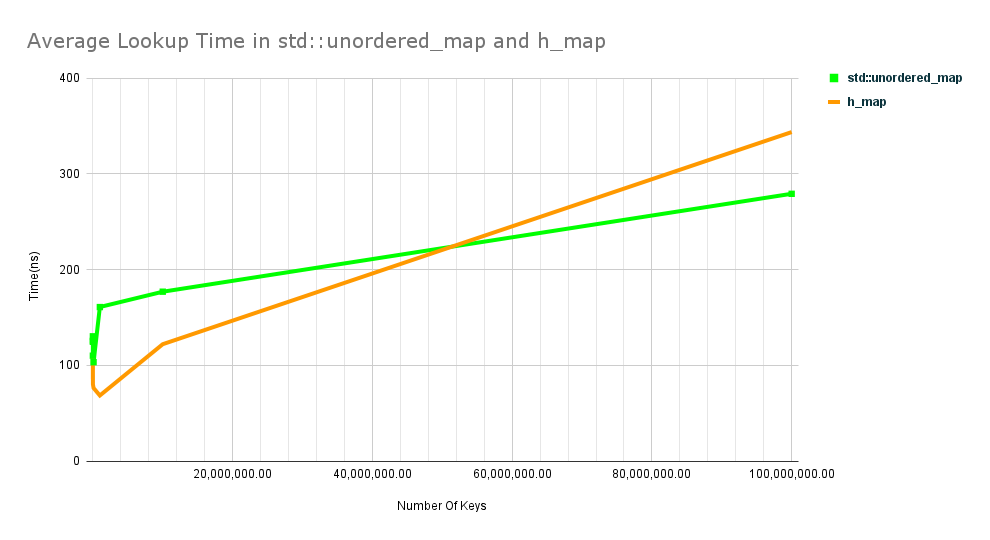 Average Lookup Time in std::unordered_map and h_map
std::unordered_map
h_map
400
300
200
100
0
Time(ns)
20,000,000.00 40,000,000.00 60,000,000.00 80,000,000.00 100,000,000.00
Number Of Keys